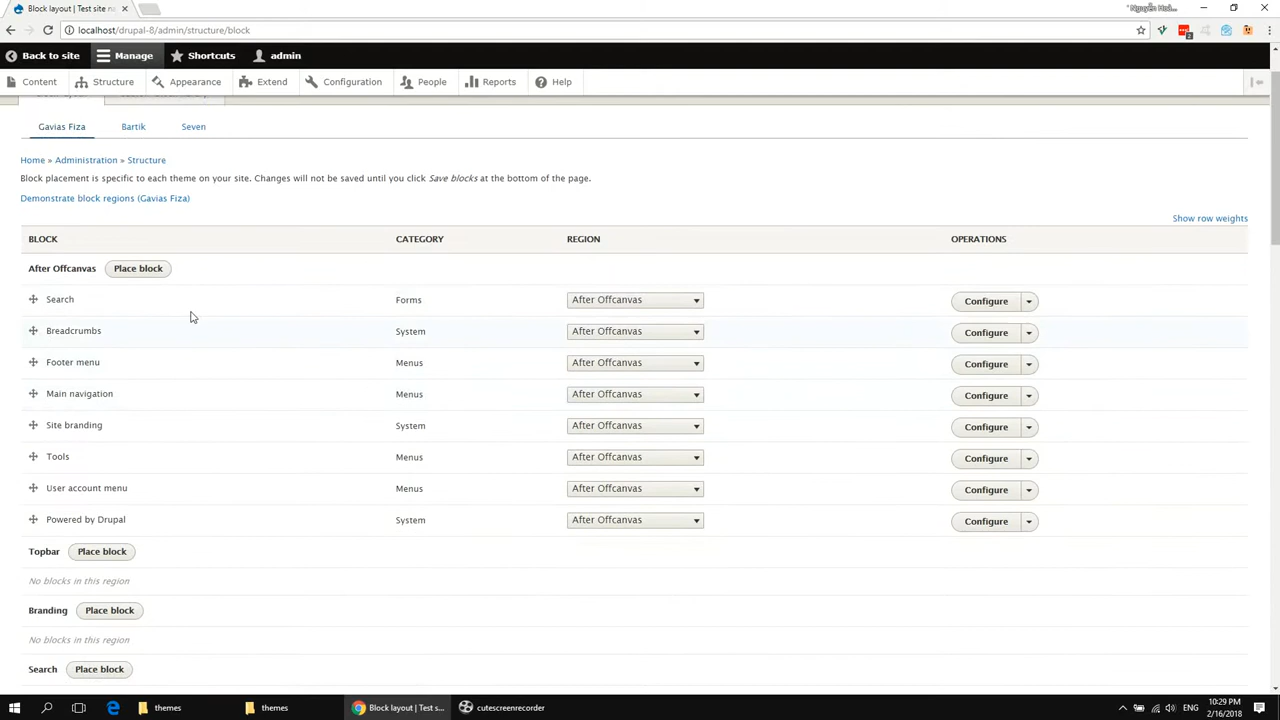 Block layout | Test site n
"Nguyễn Hoà...
localhost/drupal-8/admin/structure/block
2
Back to site Manage Shortcuts admin
Content Structure Appearance Extend Configuration People Reports Help
Gavias Fiza Bartik Seven
Home » Administration » Structure
Block placement is specific to each theme on your site. Changes will not be saved until you click Save blocks at the bottom of the page.
Demonstrate block regions (Gavias Fiza)
Show row weights
BLOCK CATEGORY REGION OPERATIONS
After Offcanvas Place block
Search Forms After Offcanvas Configure
Breadcrumbs System After Offcanvas Configure
Footer menu Menus After Offcanvas Configure
Main navigation Menus After Offcanvas Configure
Site branding System After Offcanvas Configure
Tools Menus After Offcanvas Configure
User account menu Menus After Offcanvas Configure
Powered by Drupal System After Offcanvas Configure
Topbar Place block
No blocks in this region
Branding Place block
No blocks in this region
Search Place block
themes themes Block layout | Test s... cutescreenrecorder
10:29 PM
2/16/2018